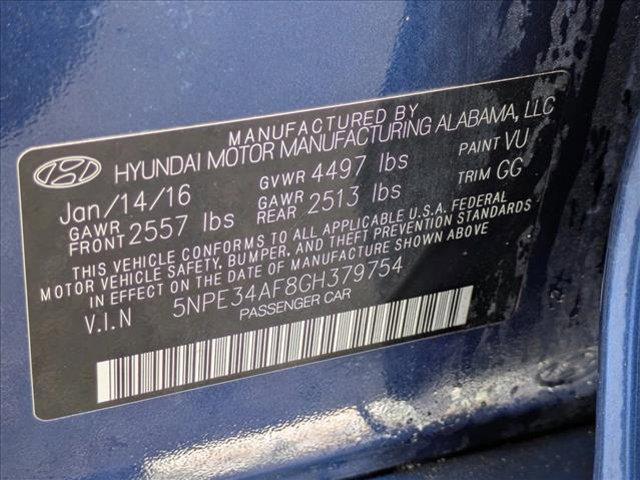 MANUFACTURED BY
HYUNDAI MOTOR MANUFACTURING ALABAMA, LLC
Jan/14/16 GVWR 4497 lbs PAINT VU
GAWR FRONT 2557 lbs GAWR REAR 2513 lbs TRIM GG
THIS VEHICLE CONFORMS TO ALL APPLICABLE U.S.A. FEDERAL
MOTOR VEHICLE SAFETY, BUMPER, AND THEFT PREVENTION STANDARDS
IN EFFECT ON THE DATE OF MANUFACTURE SHOWN ABOVE.
V.I.N 5NPE34AF8GH379754
PASSENGER CAR